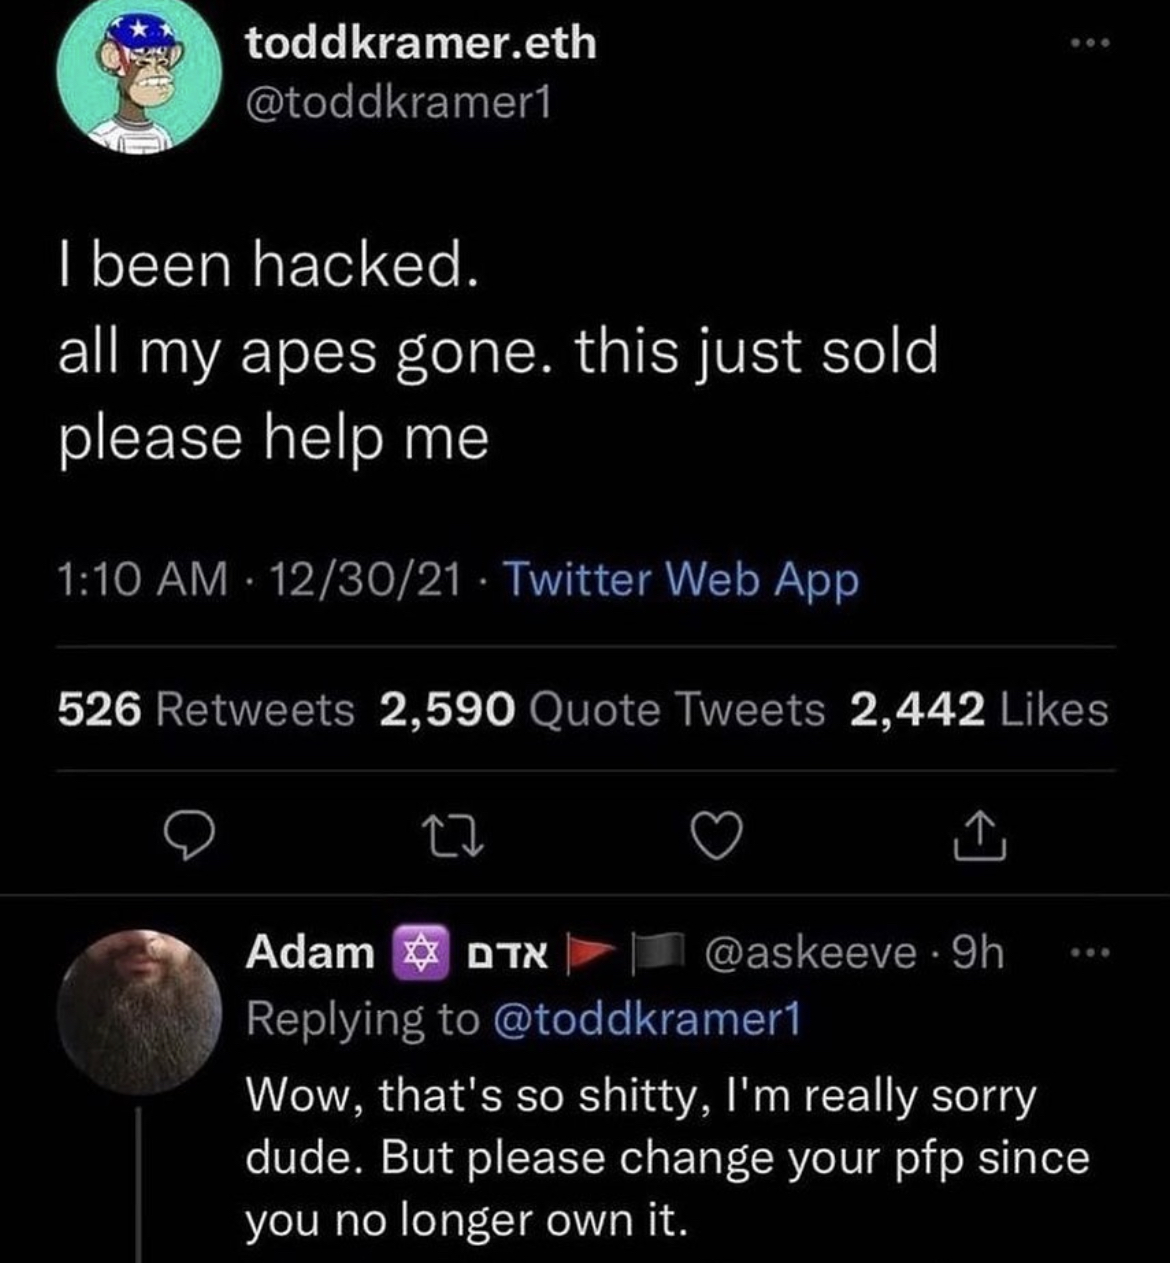 toddkramer.eth
@toddkramer1
I been hacked.
all my apes gone. this just sold
please help me
1:10 AM · 12/30/21 · Twitter Web App
526 Retweets 2,590 Quote Tweets 2,442 Likes
Adam ✡ אדם 🚩 🏴 @askeeve · 9h
Replying to @toddkramer1
Wow, that's so shitty, I'm really sorry
dude. But please change your pfp since
you no longer own it.